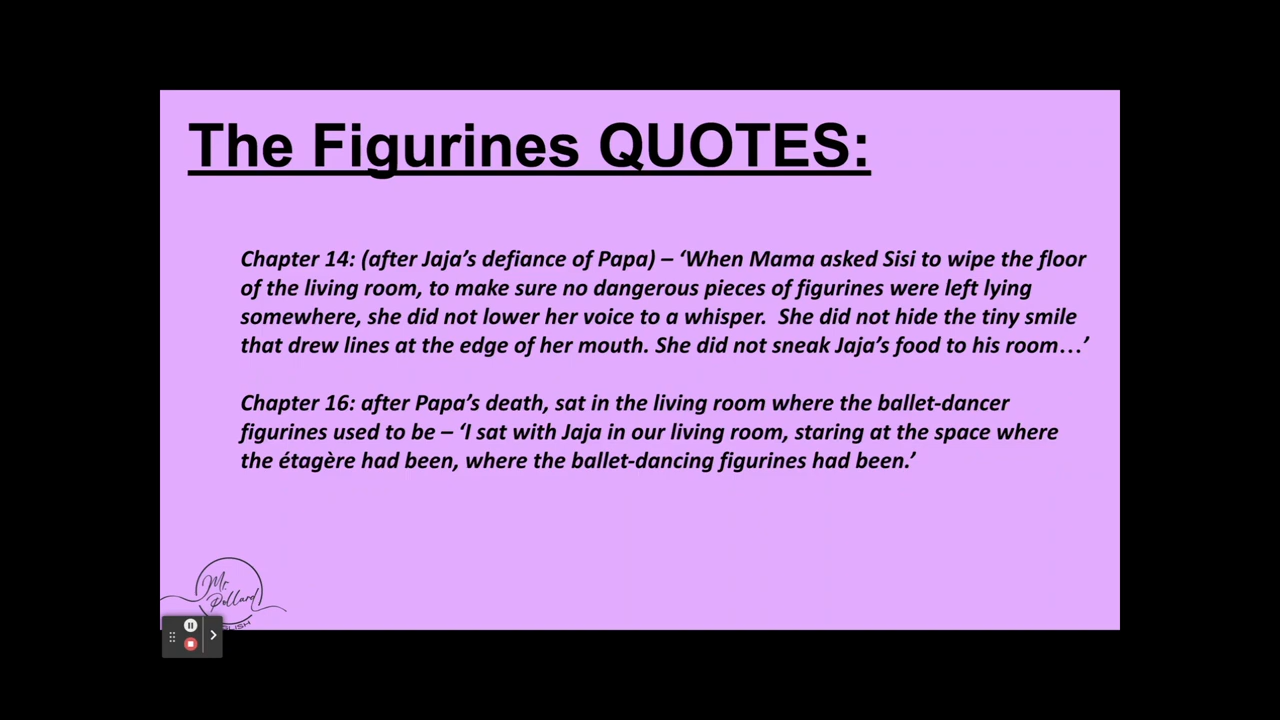 The Figurines QUOTES:
Chapter 14: (after Jaja’s defiance of Papa) – ‘When Mama asked Sisi to wipe the floor
of the living room, to make sure no dangerous pieces of figurines were left lying
somewhere, she did not lower her voice to a whisper.  She did not hide the tiny smile
that drew lines at the edge of her mouth. She did not sneak Jaja’s food to his room…’
Chapter 16: after Papa’s death, sat in the living room where the ballet-dancer
figurines used to be – ‘I sat with Jaja in our living room, staring at the space where
the étagère had been, where the ballet-dancing figurines had been.’
Mr.
Pollard